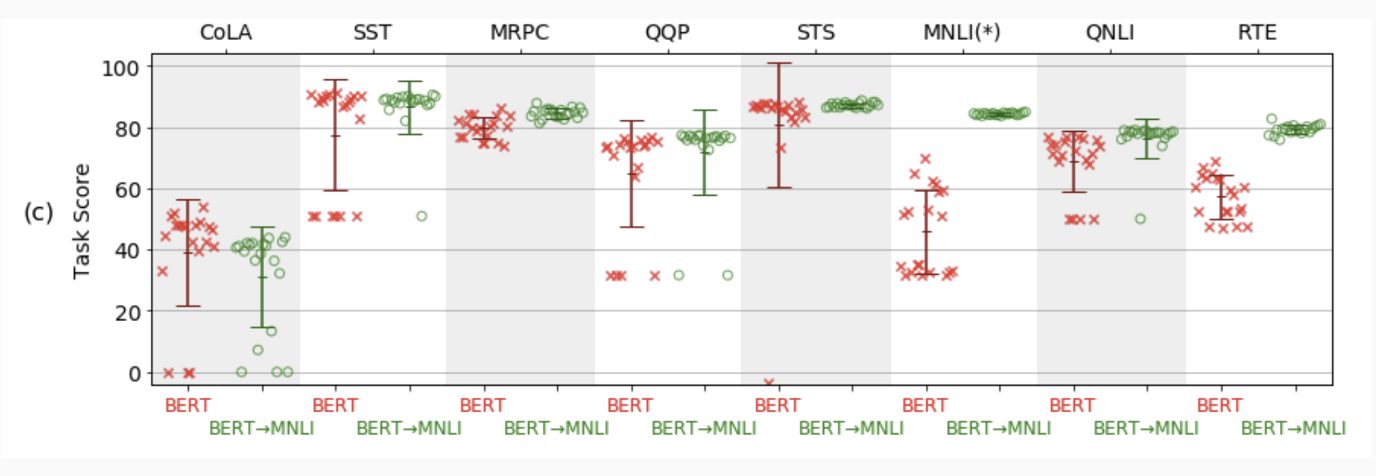 CoLA SST MRPC QQP STS MNLI(*) QNLI RTE
100
80
60
40
20
0
Task Score
(c)
BERT BERT BERT BERT BERT BERT BERT BERT
BERT→MNLI BERT→MNLI BERT→MNLI BERT→MNLI BERT→MNLI BERT→MNLI BERT→MNLI BERT→MNLI